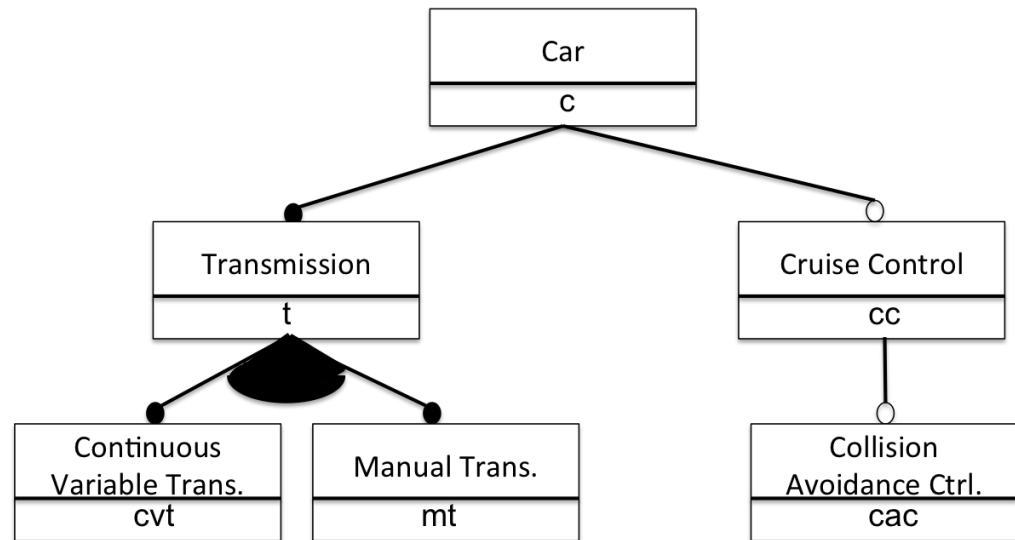 Car
c
Transmission
t
Cruise Control
cc
Continuous
Variable Trans.
cvt
Manual Trans.
mt
Collision
Avoidance Ctrl.
cac